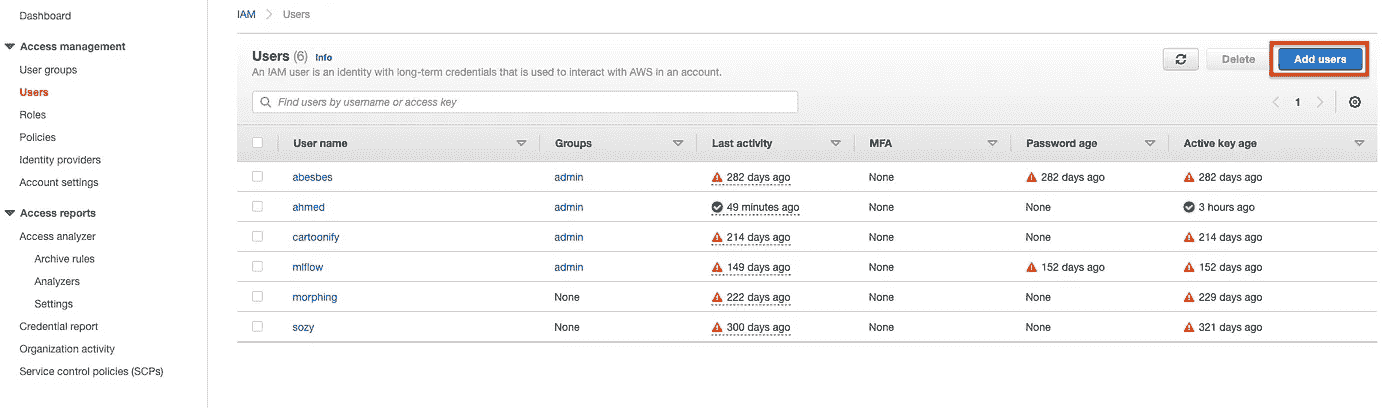 Dashboard
Access management
User groups
Users
Roles
Policies
Identity providers
Account settings
Access reports
Access analyzer
Archive rules
Analyzers
Settings
Credential report
Organization activity
Service control policies (SCPs)
IAM > Users
Users (6) Info
An IAM user is an identity with long-term credentials that is used to interact with AWS in an account.
Delete
Add users
Find users by username or access key
1
User name Groups Last activity MFA Password age Active key age
abesbes admin 282 days ago None 282 days ago 282 days ago
ahmed admin 49 minutes ago None None 3 hours ago
cartoonify admin 214 days ago None None 214 days ago
mlflow admin 149 days ago None 152 days ago 152 days ago
morphing None 222 days ago None None 229 days ago
sozy None 300 days ago None None 321 days ago